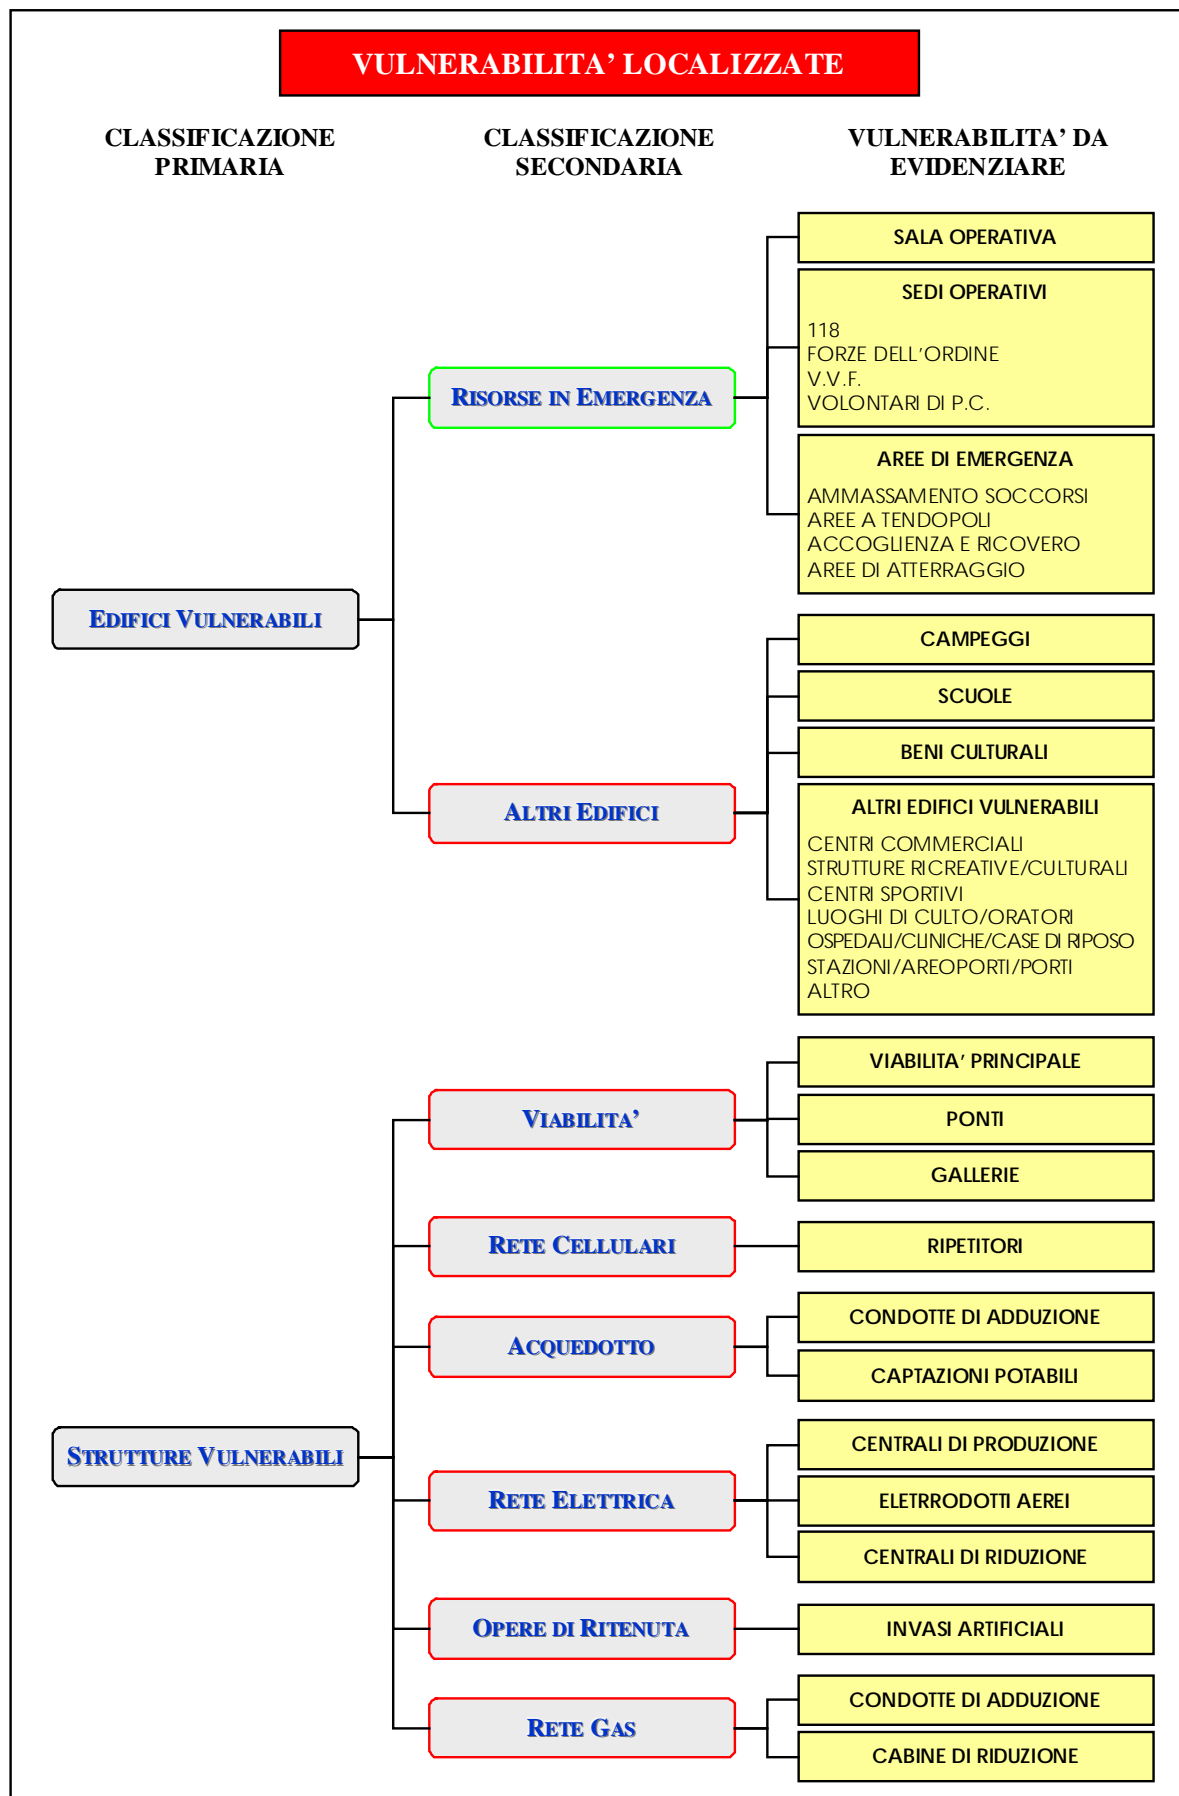 VULNERABILITA’ LOCALIZZATE
CLASSIFICAZIONE
PRIMARIA
CLASSIFICAZIONE
SECONDARIA
VULNERABILITA’ DA
EVIDENZIARE
EDIFICI VULNERABILI
RISORSE IN EMERGENZA
SALA OPERATIVA
SEDI OPERATIVI
118
FORZE DELL’ORDINE
V.V.F.
VOLONTARI DI P.C.
AREE DI EMERGENZA
AMMASSAMENTO SOCCORSI
AREE A TENDOPOLI
ACCOGLIENZA E RICOVERO
AREE DI ATTERRAGGIO
ALTRI EDIFICI
CAMPEGGI
SCUOLE
BENI CULTURALI
ALTRI EDIFICI VULNERABILI
CENTRI COMMERCIALI
STRUTTURE RICREATIVE/CULTURALI
CENTRI SPORTIVI
LUOGHI DI CULTO/ORATORI
OSPEDALI/CLINICHE/CASE DI RIPOSO
STAZIONI/AREOPORTI/PORTI
ALTRO
STRUTTURE VULNERABILI
VIABILITA’
VIABILITA’ PRINCIPALE
PONTI
GALLERIE
RETE CELLULARI
RIPETITORI
ACQUEDOTTO
CONDOTTE DI ADDUZIONE
CAPTAZIONI POTABILI
RETE ELETTRICA
CENTRALI DI PRODUZIONE
ELETRRODOTTI AEREI
CENTRALI DI RIDUZIONE
OPERE DI RITENUTA
INVASI ARTIFICIALI
RETE GAS
CONDOTTE DI ADDUZIONE
CABINE DI RIDUZIONE